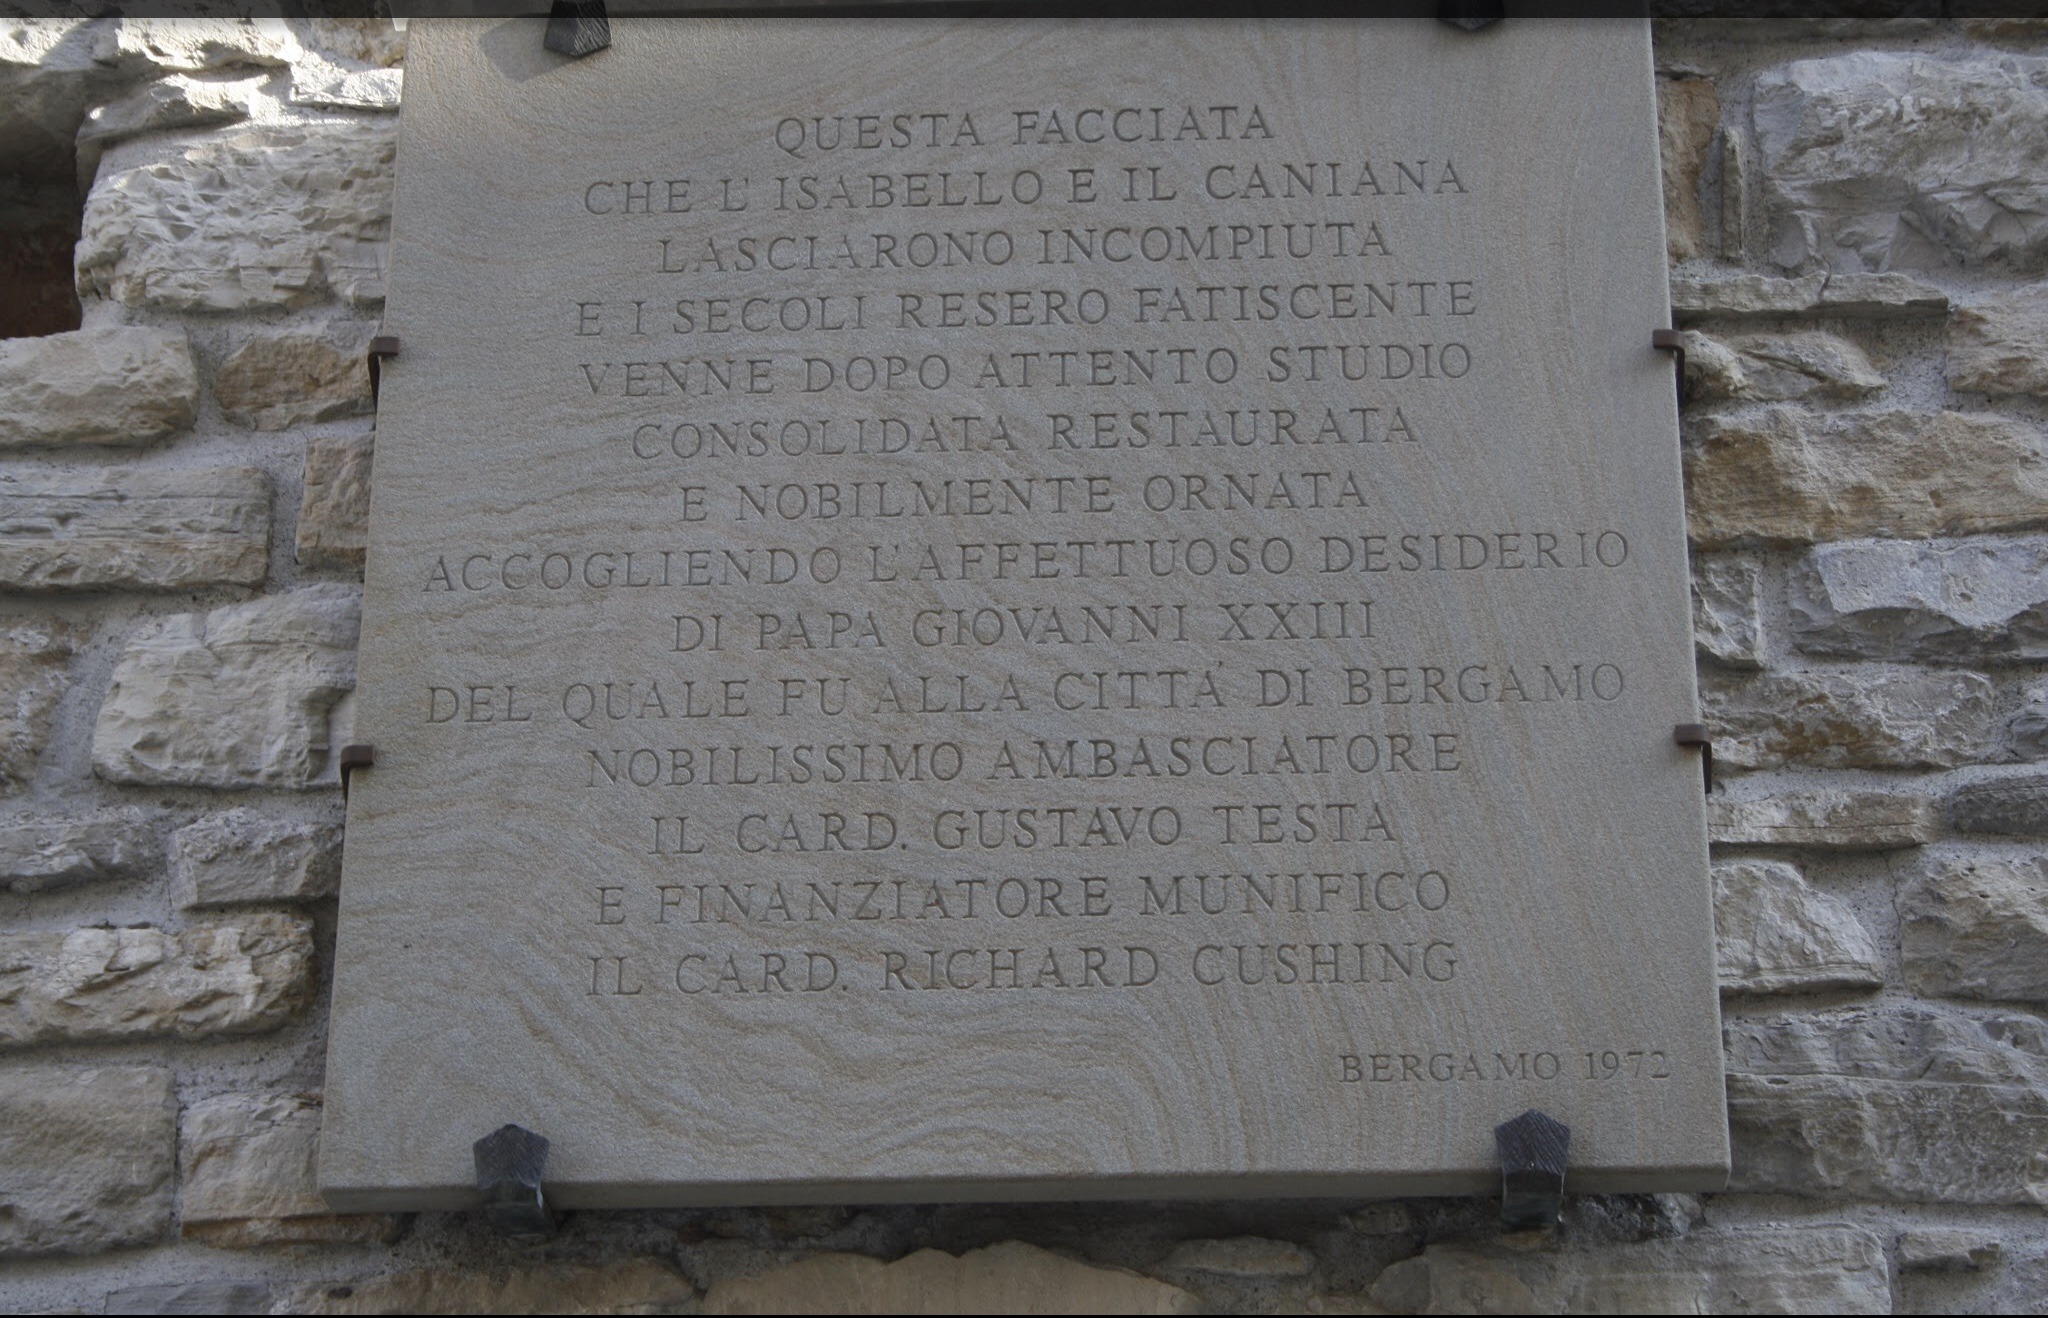 QUESTA FACCIATA
CHE L'ISABELLO E IL CANIANA
LASCIARONO INCOMPIUTA
E I SECOLI RESERO FATISCENTE
VENNE DOPO ATTENTO STUDIO
CONSOLIDATA RESTAURATA
E NOBILMENTE ORNATA
ACCOGLIENDO L'AFFETTUOSO DESIDERIO
DI PAPA GIOVANNI XXIII
DEL QUALE FU ALLA CITTA' DI BERGAMO
NOBILISSIMO AMBASCIATORE
IL CARD. GUSTAVO TESTA
E FINANZIATORE MUNIFICO
IL CARD. RICHARD CUSHING
BERGAMO 1972